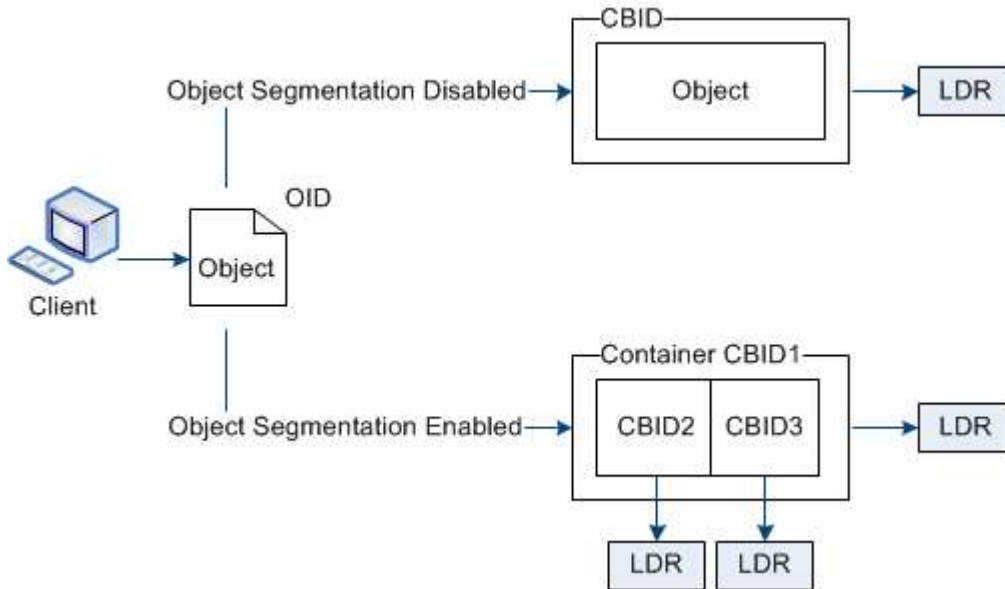 CBID
Object Segmentation Disabled
Object
LDR
OID
Object
Client
Container CBID1
Object Segmentation Enabled
CBID2
CBID3
LDR
LDR
LDR